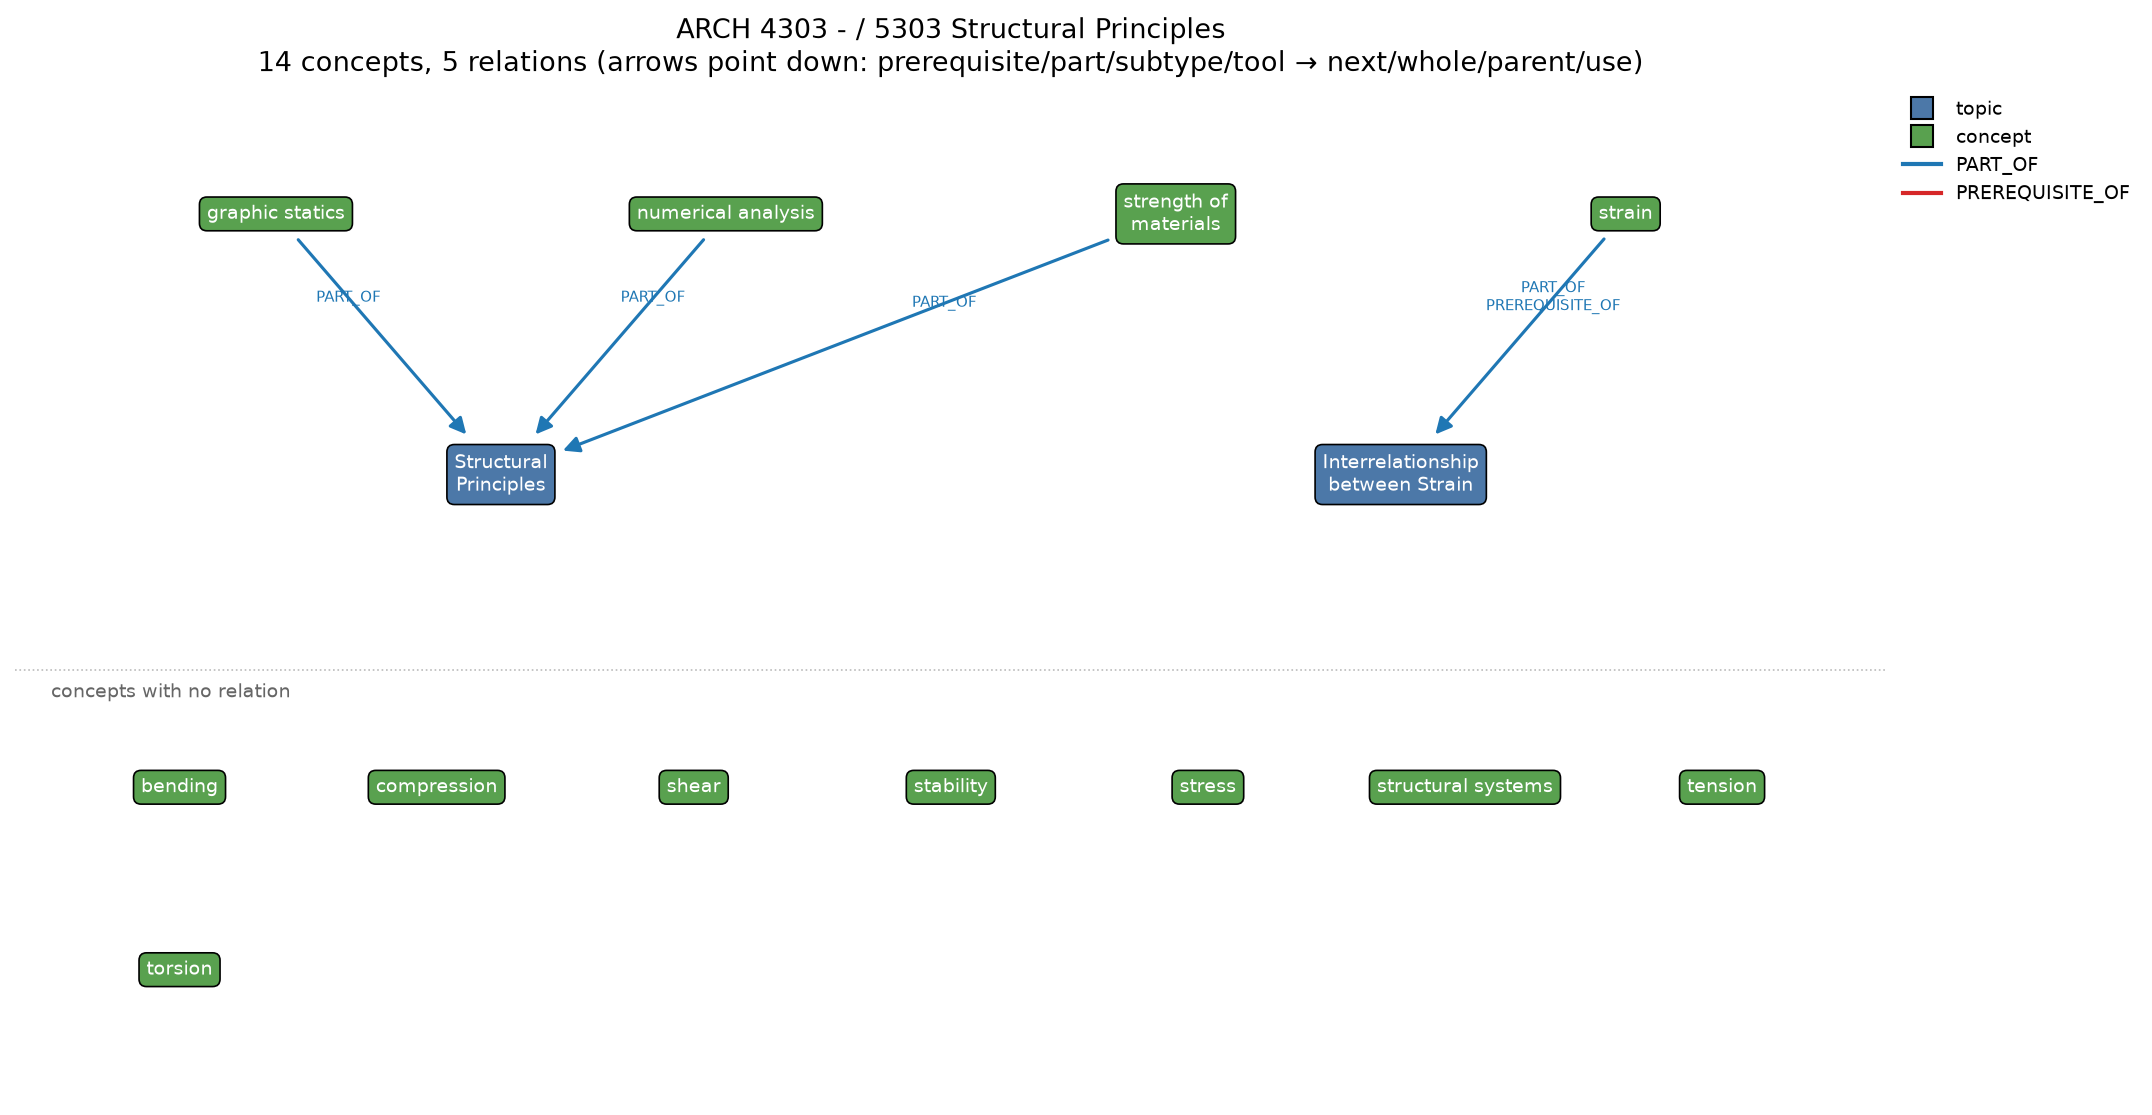 ARCH 4303 - / 5303 Structural Principles
14 concepts, 5 relations (arrows point down: prerequisite/part/subtype/tool → next/whole/parent/use)
topic
concept
PART_OF
PREREQUISITE_OF
graphic statics
numerical analysis
strength of
materials
strain
PART_OF
PART_OF
PART_OF
PART_OF
PREREQUISITE_OF
Structural
Principles
Interrelationship
between Strain
concepts with no relation
bending
compression
shear
stability
stress
structural systems
tension
torsion